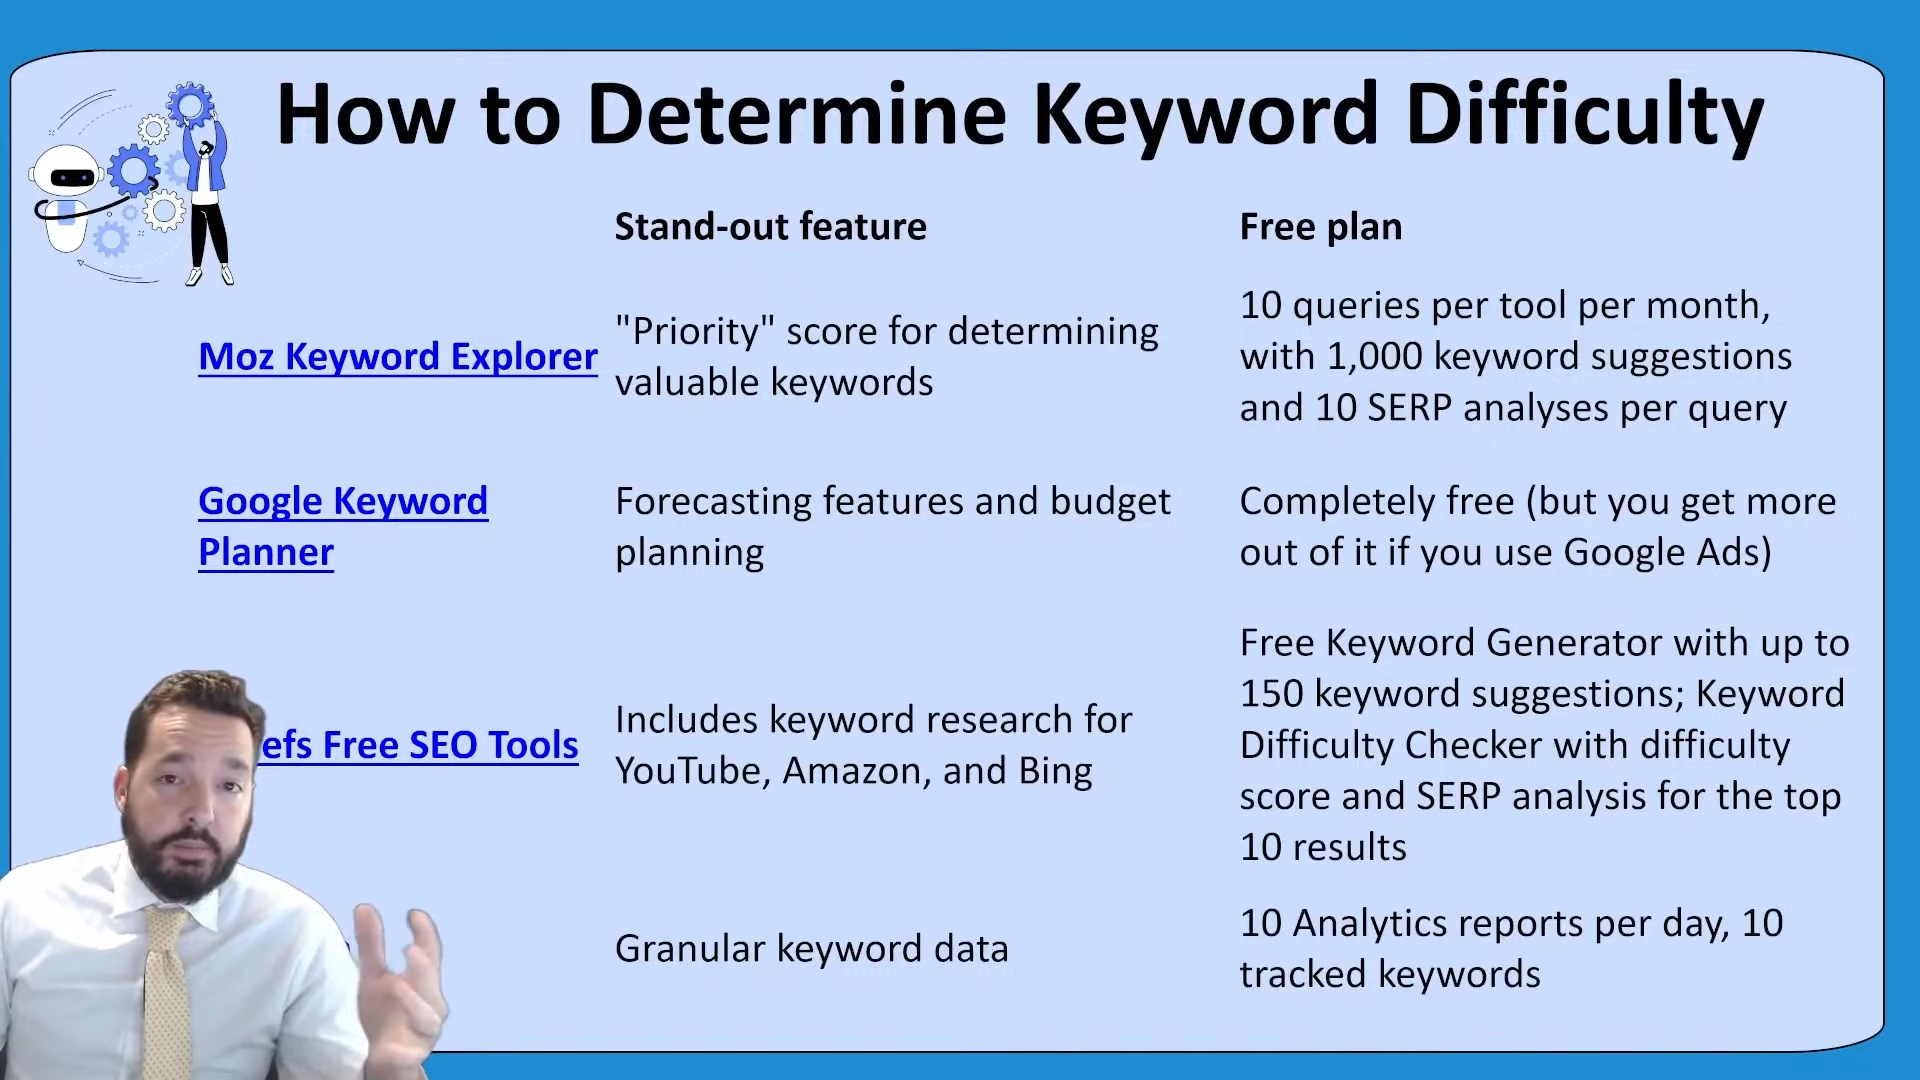 How to Determine Keyword Difficulty
Stand-out feature
Free plan
Moz Keyword Explorer
"Priority" score for determining
valuable keywords
10 queries per tool per month,
with 1,000 keyword suggestions
and 10 SERP analyses per query
Google Keyword
Planner
Forecasting features and budget
planning
Completely free (but you get more
out of it if you use Google Ads)
efs Free SEO Tools
Includes keyword research for
YouTube, Amazon, and Bing
Free Keyword Generator with up to
150 keyword suggestions; Keyword
Difficulty Checker with difficulty
score and SERP analysis for the top
10 results
Granular keyword data
10 Analytics reports per day, 10
tracked keywords